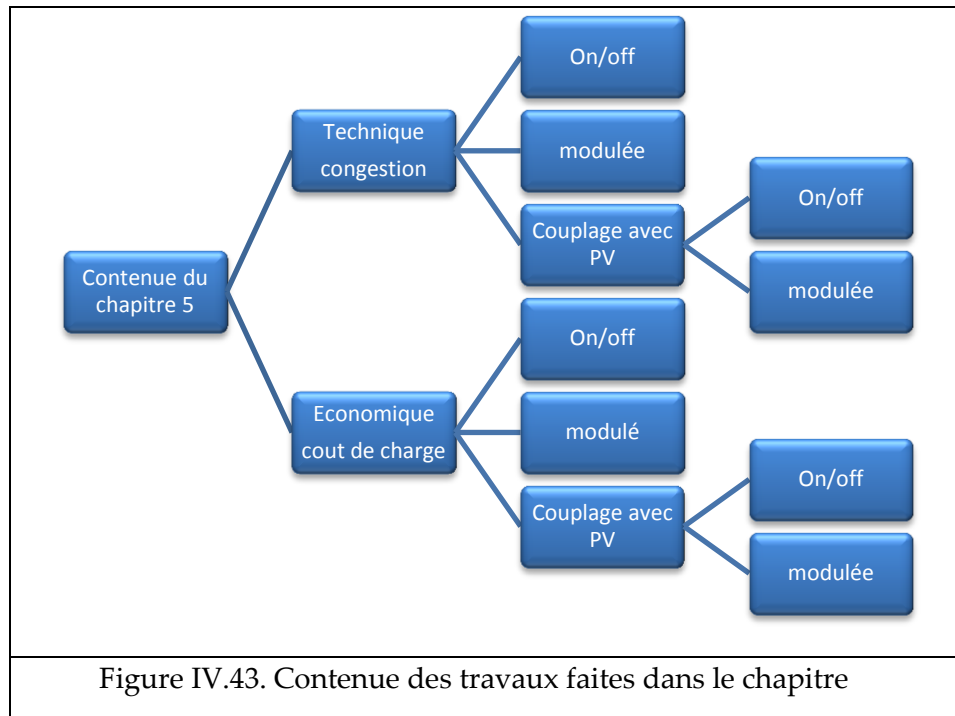 On/off
Technique
congestion
modulée
On/off
Couplage avec
PV
modulée
Contenue du
chapitre 5
On/off
Economique
cout de charge
modulé
On/off
Couplage avec
PV
modulée
Figure IV.43. Contenue des travaux faites dans le chapitre